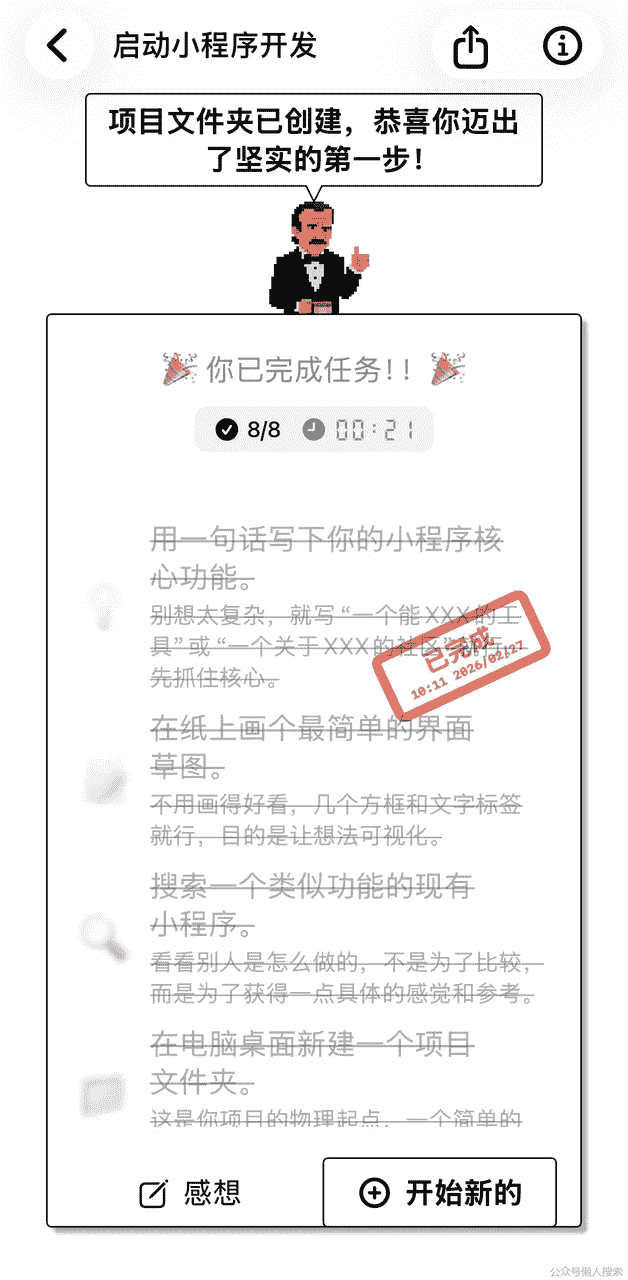 启动小程序开发
项目文件夹已创建，恭喜你迈出
了坚实的第一步！
🎉 你已完成任务！！ 🎉
8/8 00:21
用一句话写下你的小程序核
心功能。
别想太复杂，就写“一个能XXX的工
具”或“一个关于XXX的社区”就行，
先抓住核心。
已完成
10:11 2026/02/27
在纸上画个最简单的界面
草图。
不用画得好看，几个方框和文字标签
就行，目的是让想法可视化。
搜索一个类似功能的现有
小程序。
看看别人是怎么做的，不是为了比较，
而是为了获得一点具体的感觉和参考。
在电脑桌面新建一个项目
文件夹。
这是你项目的物理起点，一个简单的
感想
开始新的
公众号懒人搜索